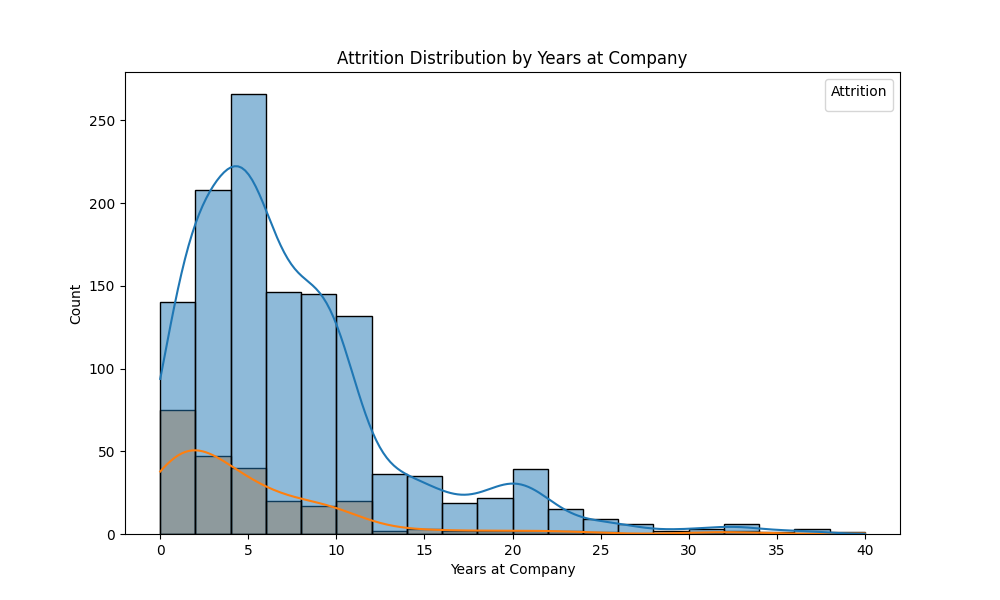 Attrition Distribution by Years at Company
Attrition
250
200
150
100
50
0
Count
0 5 10 15 20 25 30 35 40
Years at Company